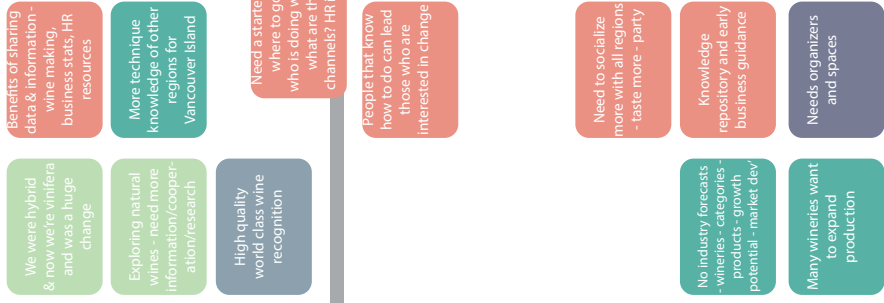 We were hybrid
& now we're vinifera
and was a huge
change
Benefits of sharing
data & information -
wine making,
business stats, HR
resources
Exploring natural
wines - need more
information/cooper-
ation/research
More technique
knowledge of other
regions for
Vancouver Island
High quality
world class wine
recognition
Need a
where to go
who is doing
what are
channels? HR
People that know
how to do can lead
those who are
interested in change
Need to socialize
more with all regions
- taste more - party
No industry forecasts
- wineries - categories -
products - growth
potential - market dev'
Knowledge
repository and early
business guidance
Many wineries want
to expand
production
Needs organizers
and spaces